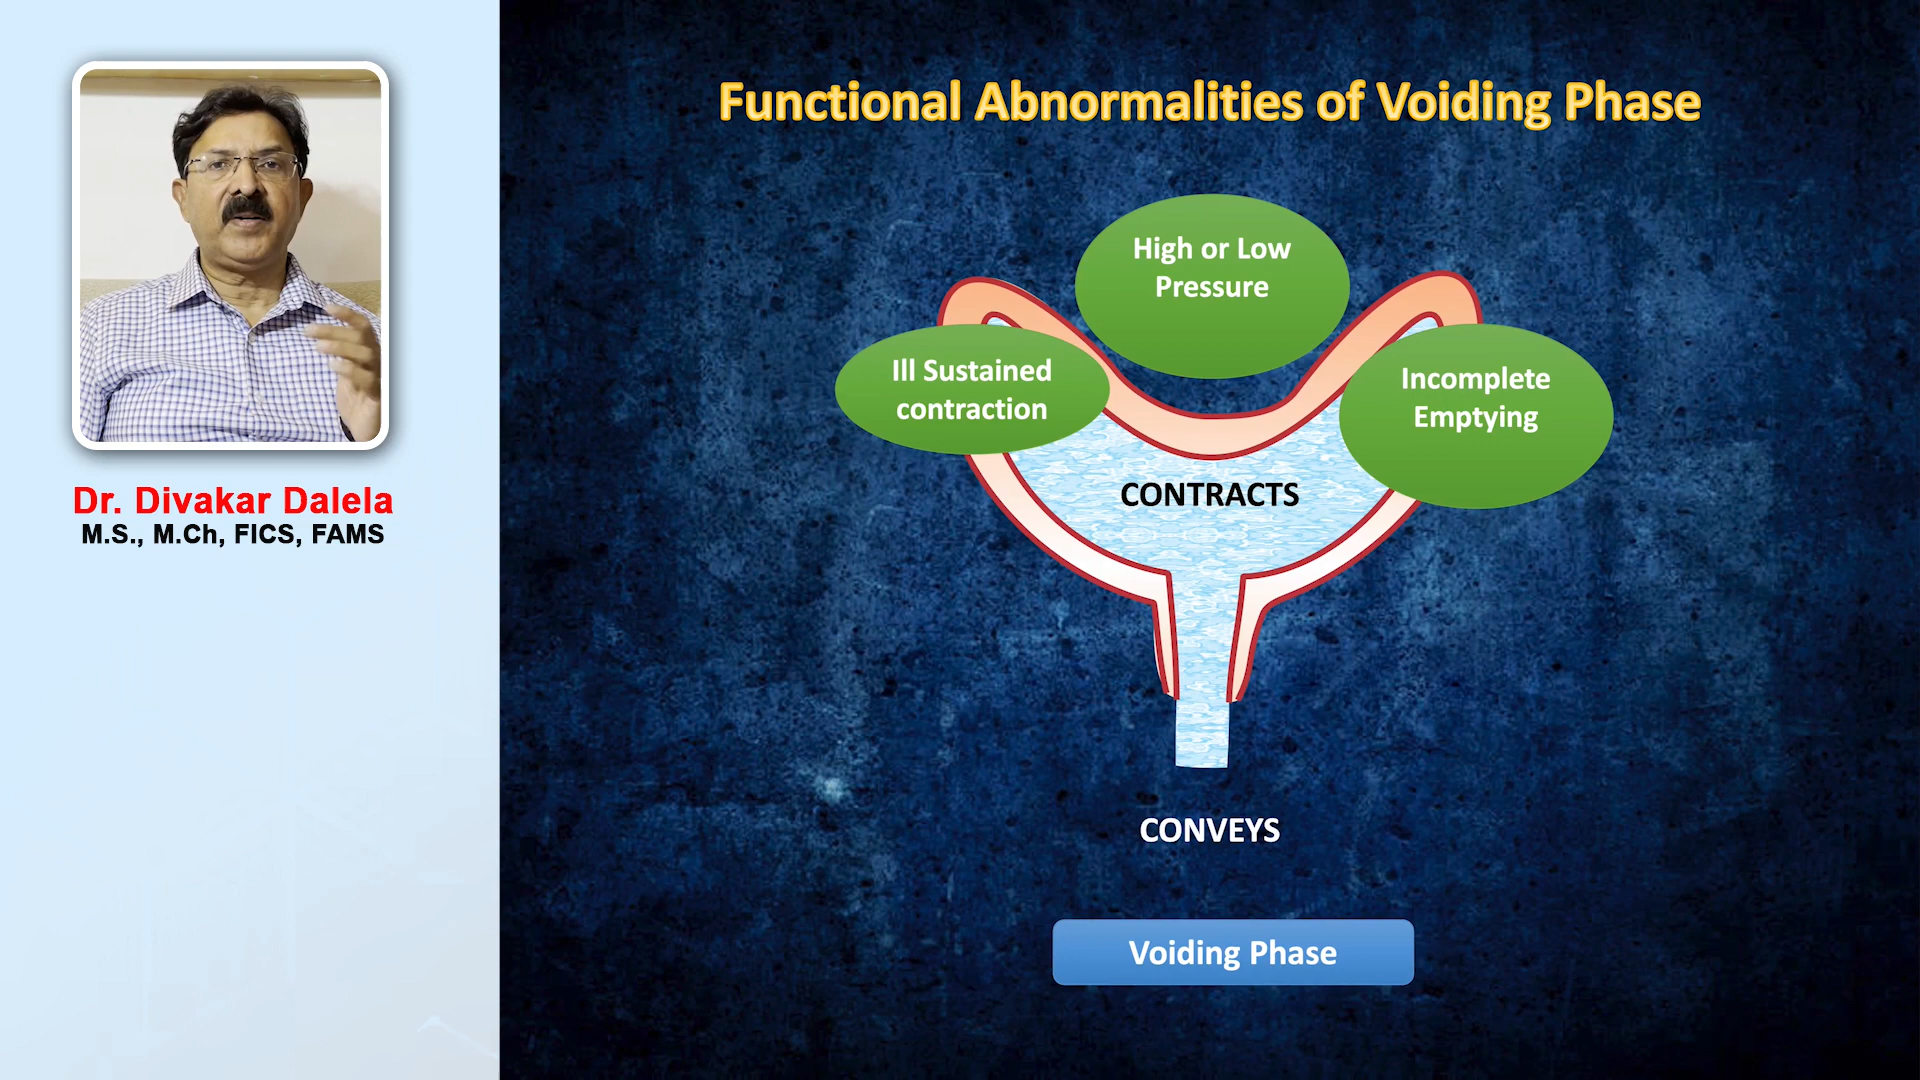 Dr. Divakar Dalela
M.S., M.Ch, FICS, FAMS
Functional Abnormalities of Voiding Phase
High or Low
Pressure
Ill Sustained
contraction
Incomplete
Emptying
CONTRACTS
CONVEYS
Voiding Phase